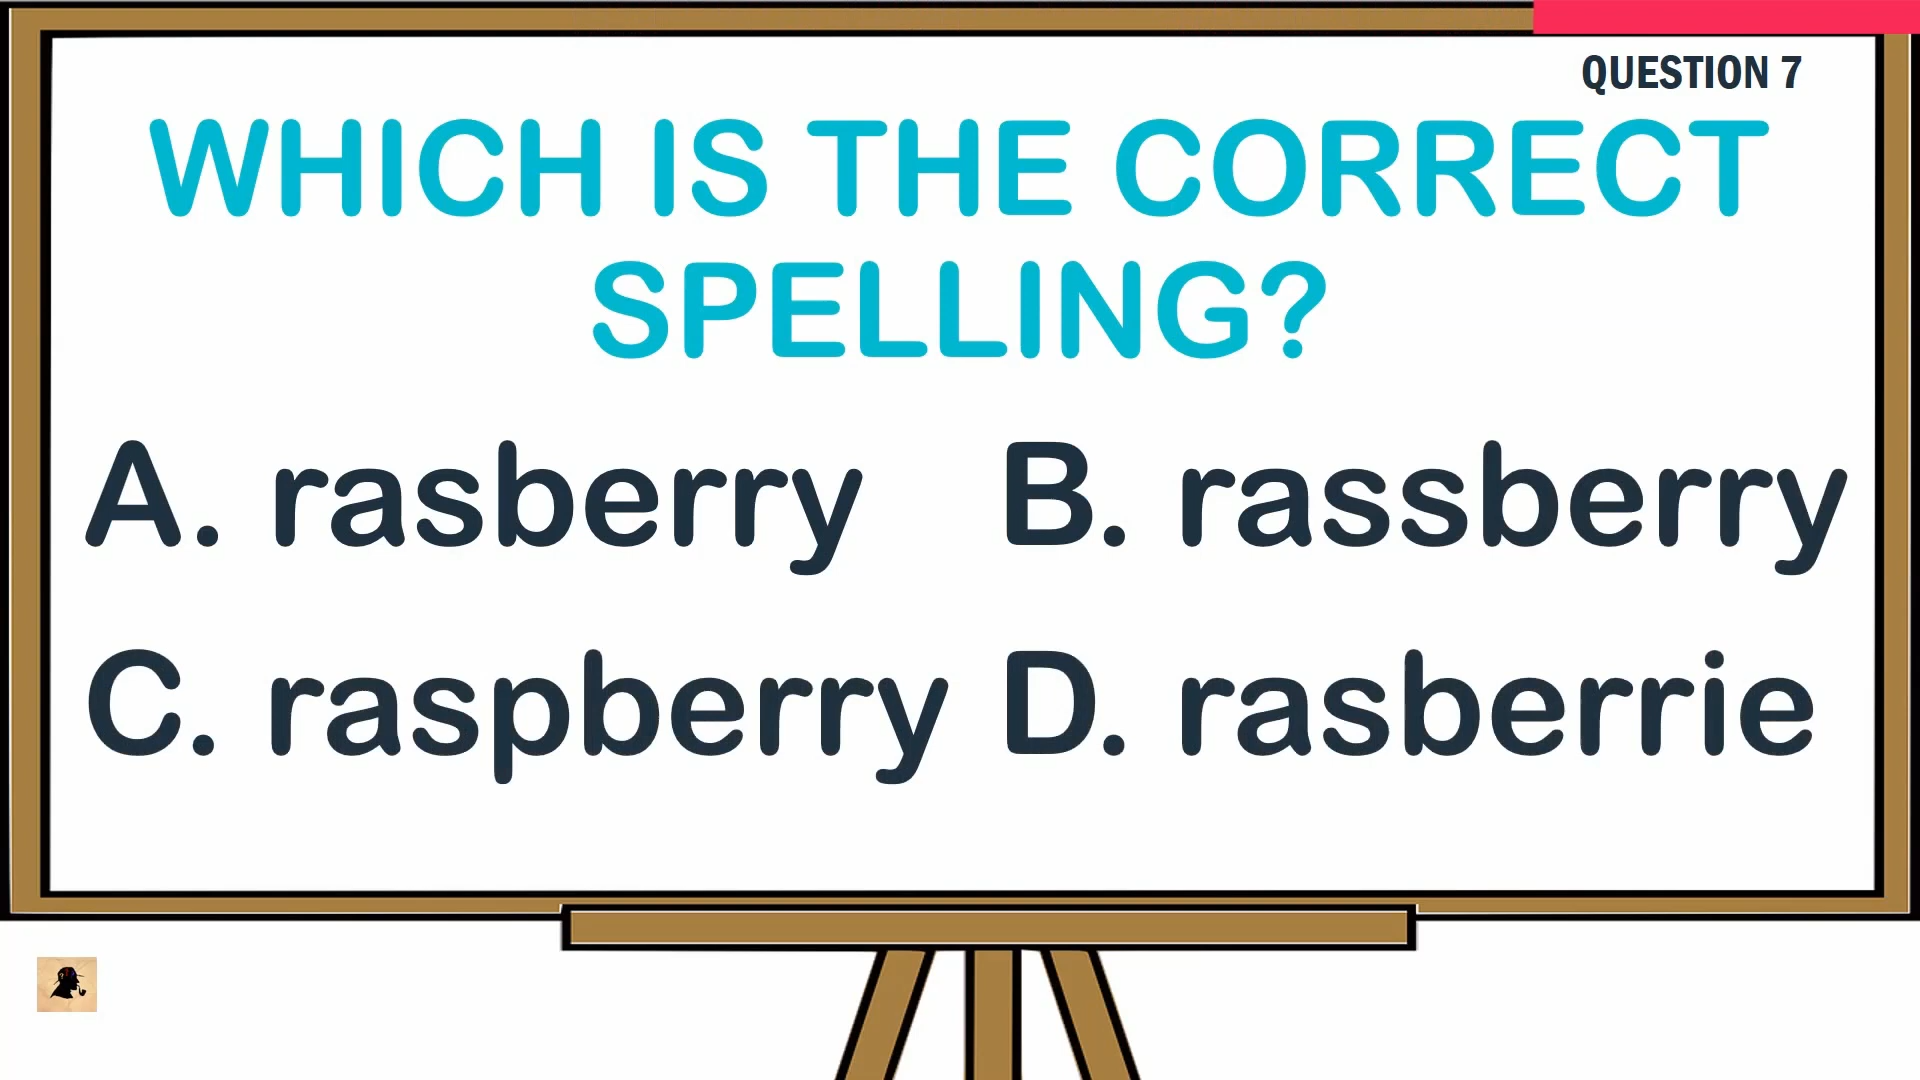 QUESTION 7
WHICH IS THE CORRECT
SPELLING?
A. rasberry B. rassberry
C. raspberry D. rasberrie